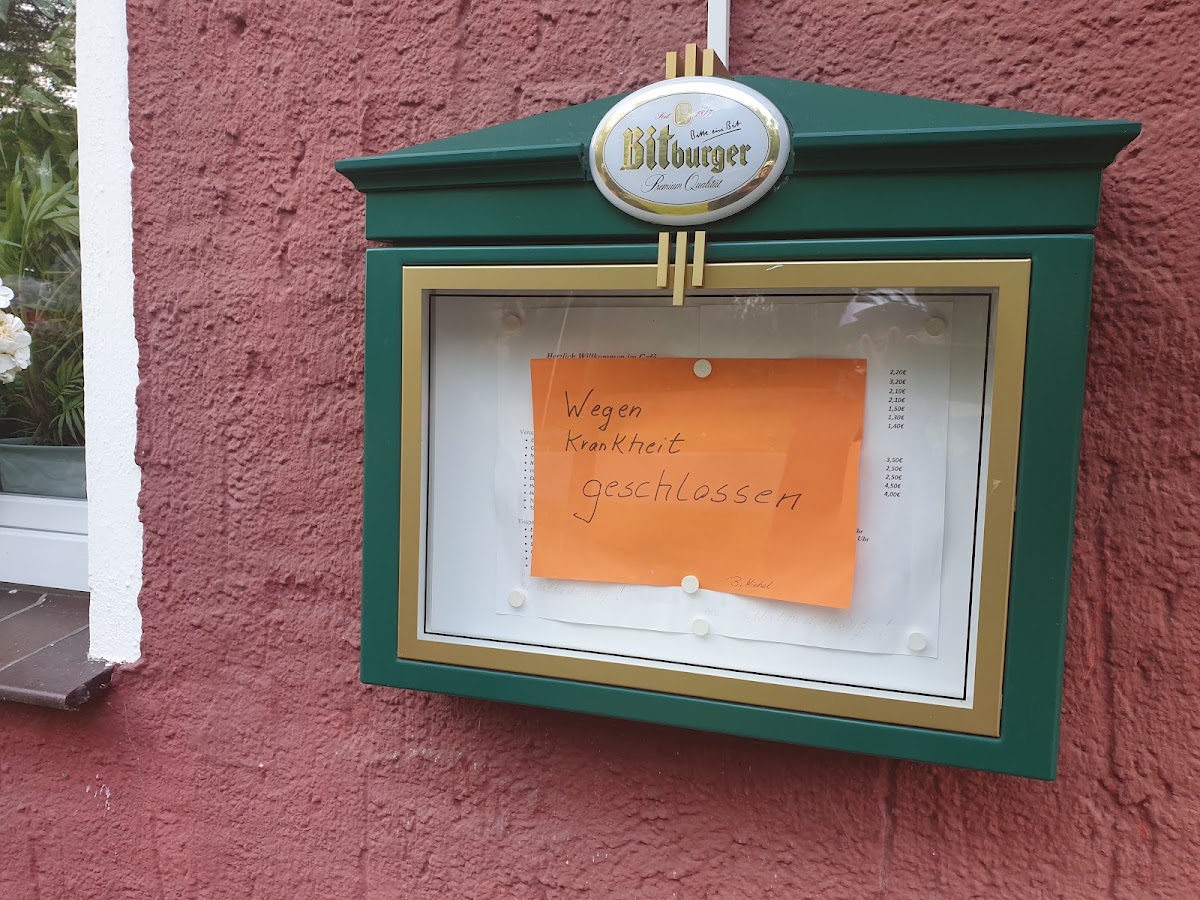 Seit 1817
Bitte ein Bit
Bitburger
Premium Qualität
Herzlich Willkommen im Café
2,20€
3,20€
2,10€
2,10€
1,50€
1,30€
1,40€
Wegen
Krankheit
geschlossen
3,50€
2,50€
2,50€
4,50€
4,00€
Uhr